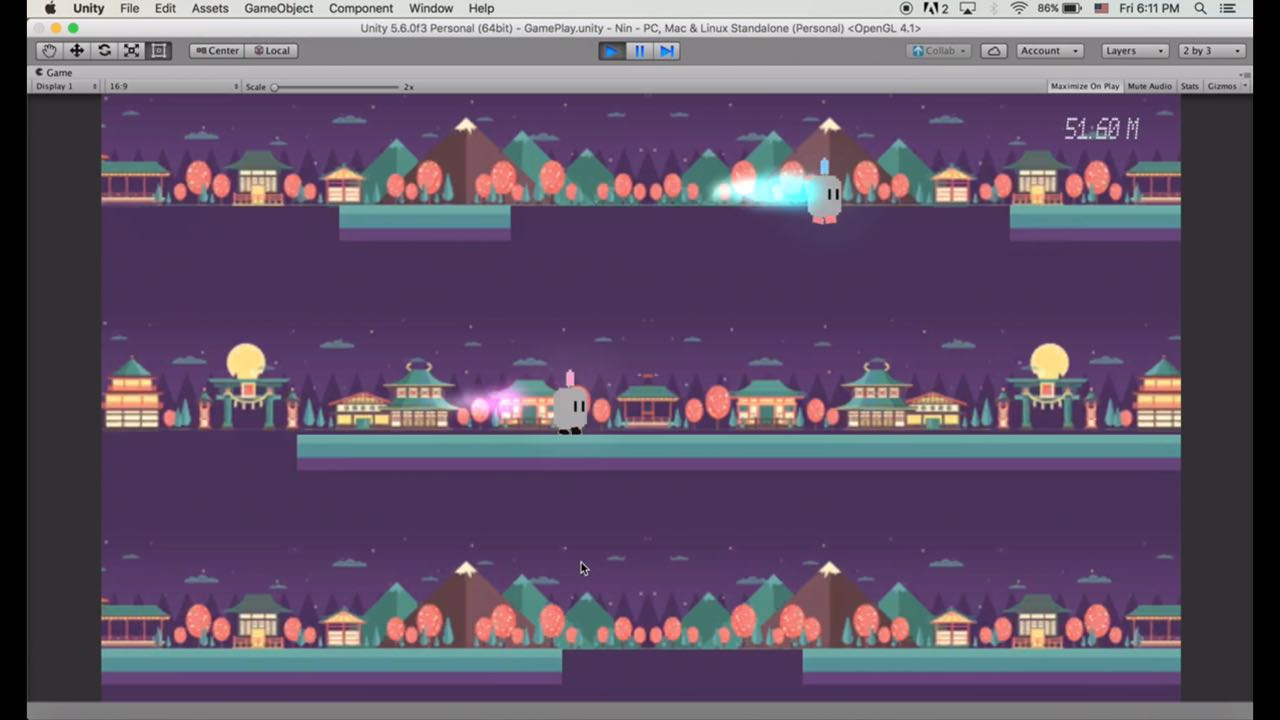 Unity File Edit Assets GameObject Component Window Help 2 86% Fri 6:11 PM
Unity 5.6.0f3 Personal (64bit) - GamePlay.unity - Nin - PC, Mac & Linux Standalone (Personal) <OpenGL 4.1>
Center Local Collab Account Layers 2 by 3
Game
Display 1 16:9 Scale 2x Maximize On Play Mute Audio Stats Gizmos
51.60 M